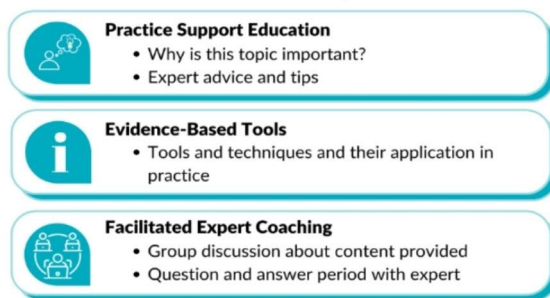 Practice Support Education
• Why is this topic important?
• Expert advice and tips
Evidence-Based Tools
• Tools and techniques and their application in
practice
Facilitated Expert Coaching
• Group discussion about content provided
• Question and answer period with expert